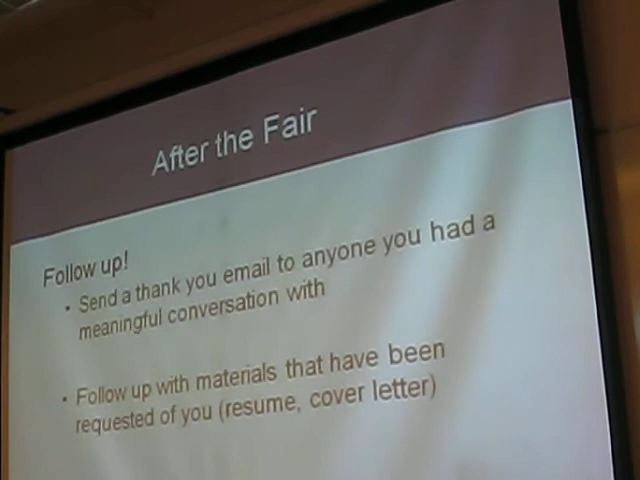 After the Fair
Follow up!
• Send a thank you email to anyone you had a
meaningful conversation with
• Follow up with materials that have been
requested of you (resume, cover letter)